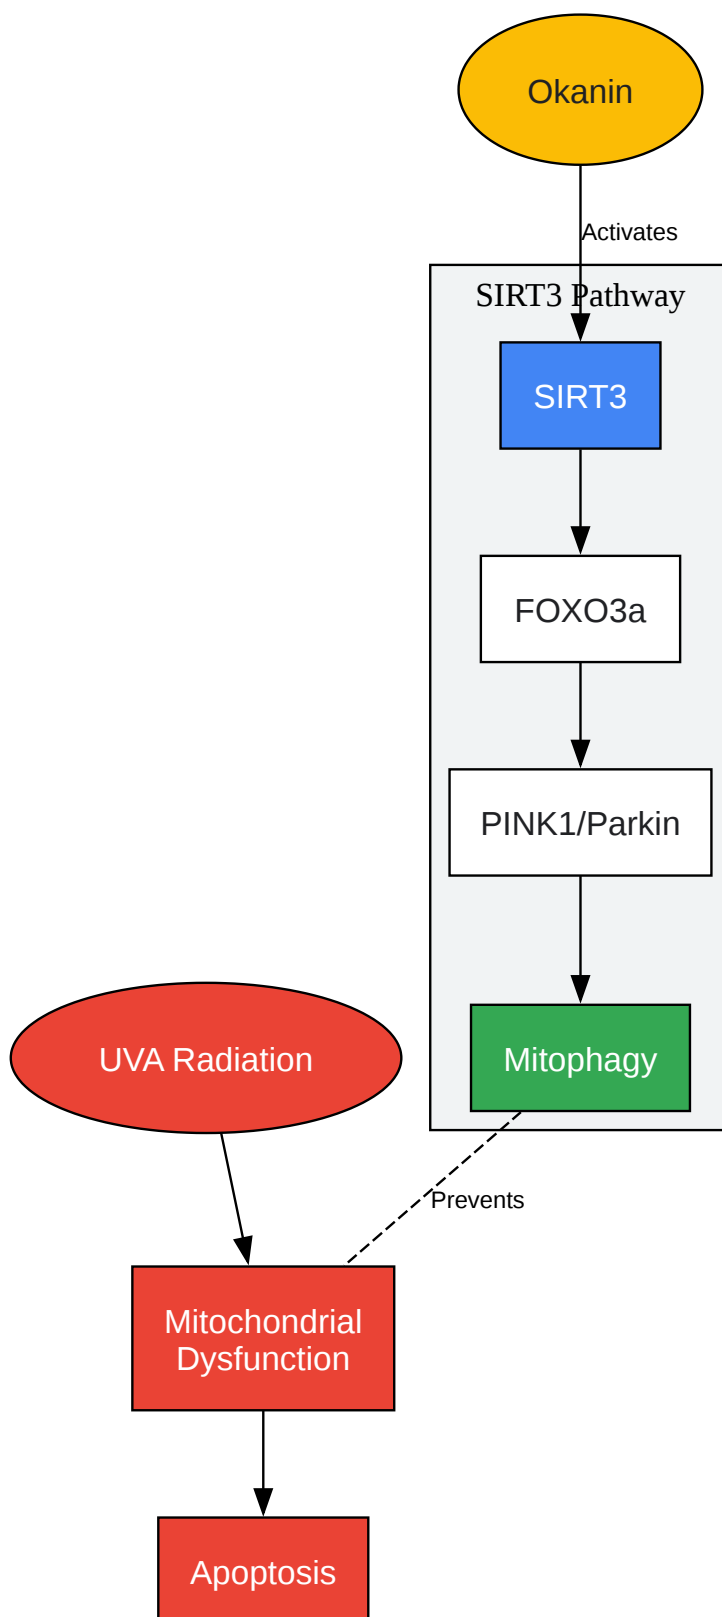 Okanin
Activates
SIRT3 Pathway
SIRT3
FOXO3a
PINK1/Parkin
Mitophagy
UVA Radiation
Prevents
Mitochondrial
Dysfunction
Apoptosis